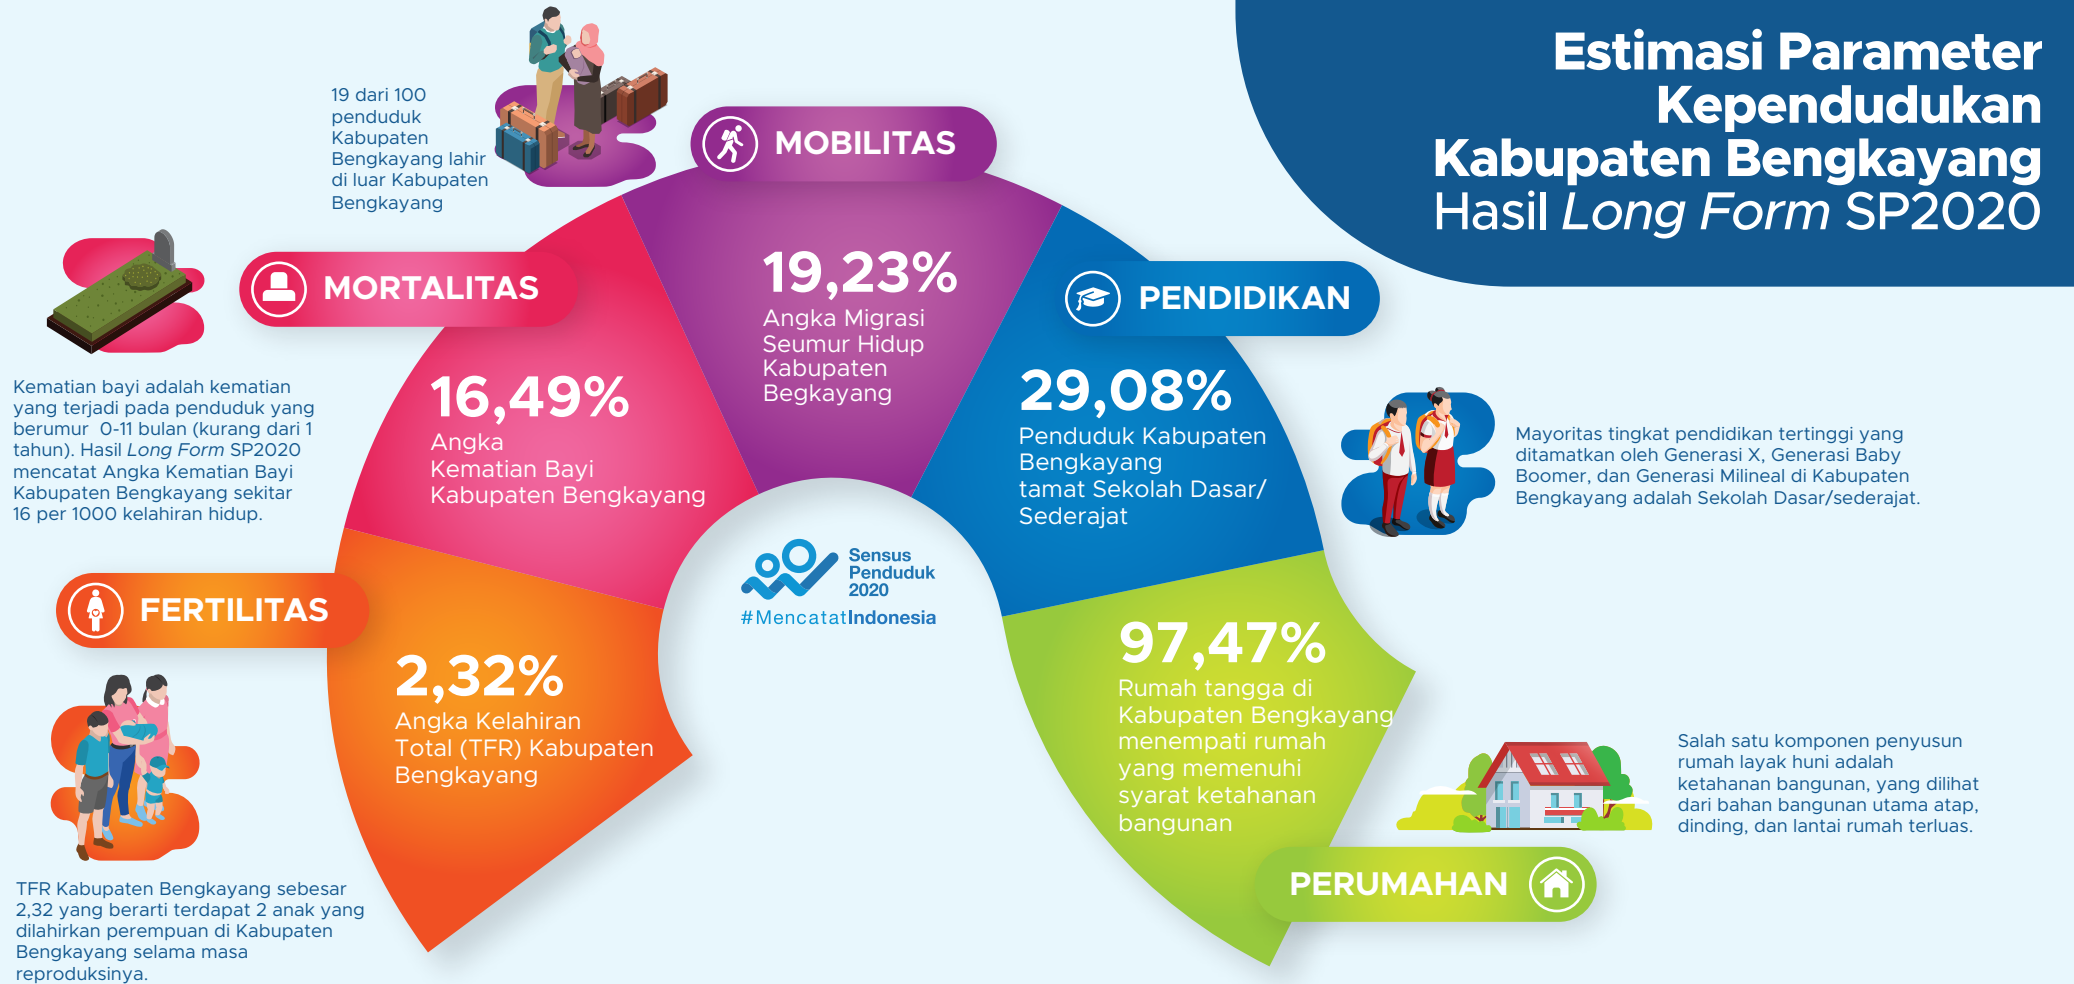 Estimasi Parameter
Kependudukan
Kabupaten Bengkayang
Hasil Long Form SP2020
19 dari 100
penduduk
Kabupaten
Bengkayang lahir
di luar Kabupaten
Bengkayang
MOBILITAS
19,23%
Angka Migrasi
Seumur Hidup
Kabupaten
Begkayang
MORTALITAS
16,49%
Angka
Kematian Bayi
Kabupaten Bengkayang
Kematian bayi adalah kematian
yang terjadi pada penduduk yang
berumur 0-11 bulan (kurang dari 1
tahun). Hasil Long Form SP2020
mencatat Angka Kematian Bayi
Kabupaten Bengkayang sekitar
16 per 1000 kelahiran hidup.
PENDIDIKAN
29,08%
Penduduk Kabupaten
Bengkayang
tamat Sekolah Dasar/
Sederajat
Mayoritas tingkat pendidikan tertinggi yang
ditamatkan oleh Generasi X, Generasi Baby
Boomer, dan Generasi Milineal di Kabupaten
Bengkayang adalah Sekolah Dasar/sederajat.
Sensus
Penduduk
2020
#MencatatIndonesia
FERTILITAS
2,32%
Angka Kelahiran
Total (TFR) Kabupaten
Bengkayang
TFR Kabupaten Bengkayang sebesar
2,32 yang berarti terdapat 2 anak yang
dilahirkan perempuan di Kabupaten
Bengkayang selama masa
reproduksinya.
97,47%
Rumah tangga di
Kabupaten Bengkayang
menempati rumah
yang memenuhi
syarat ketahanan
bangunan
PERUMAHAN
Salah satu komponen penyusun
rumah layak huni adalah
ketahanan bangunan, yang dilihat
dari bahan bangunan utama atap,
dinding, dan lantai rumah terluas.